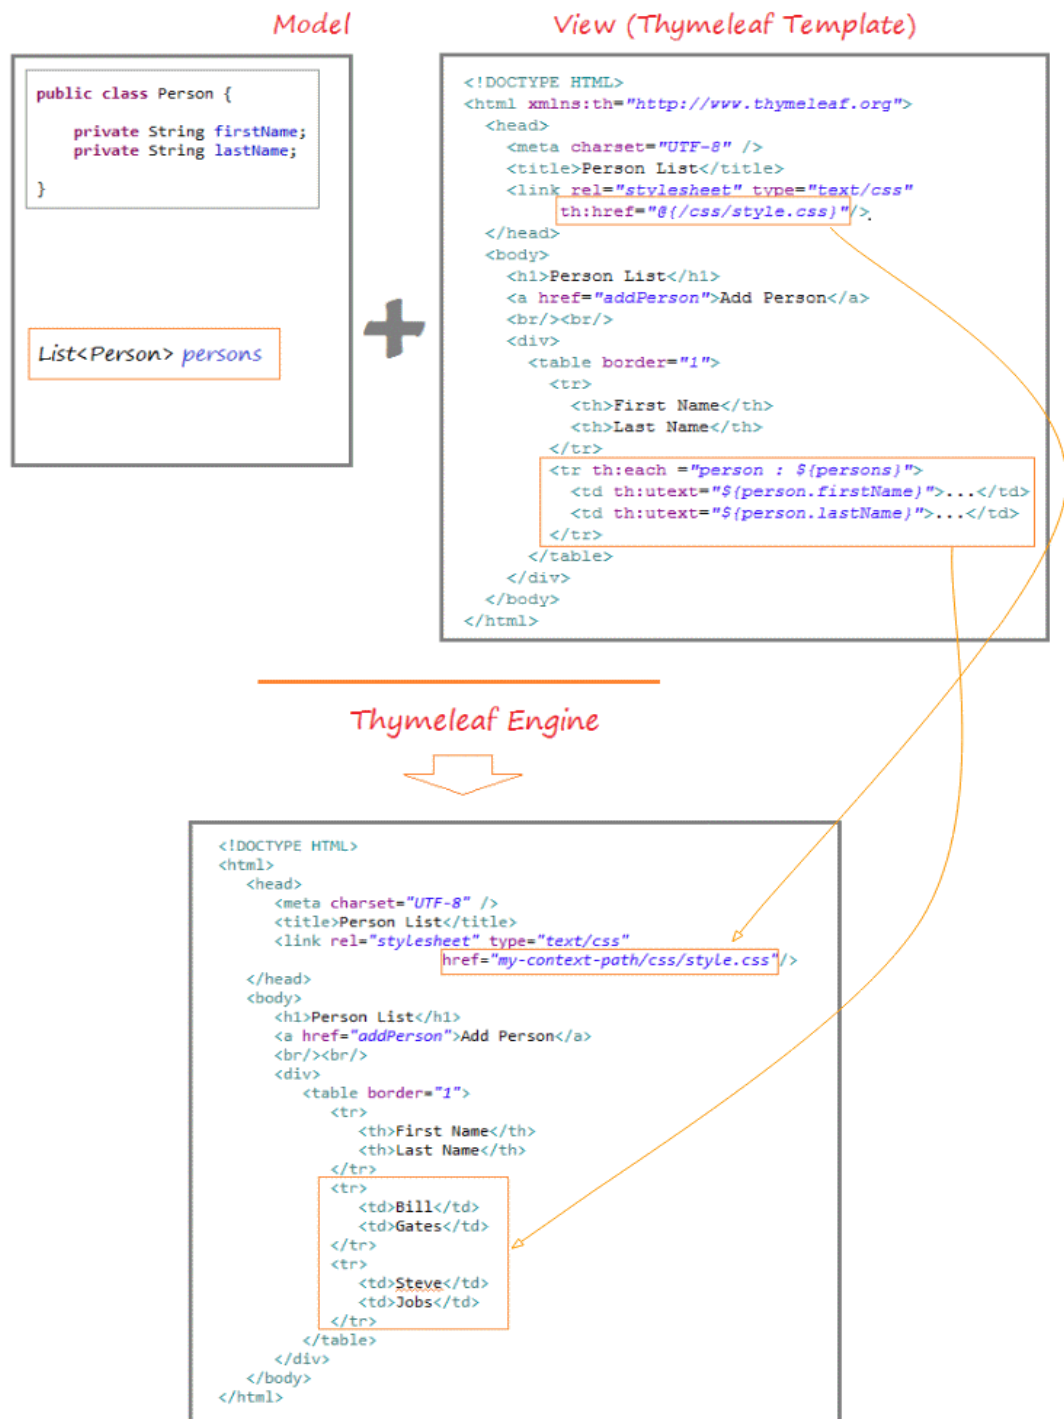 Model
View (Thymeleaf Template)
public class Person {
private String firstName;
private String lastName;
}
List<Person> persons
<!DOCTYPE HTML>
<html xmlns:th="http://www.thymeleaf.org">
<head>
<meta charset="UTF-8" />
<title>Person List</title>
<link rel="stylesheet" type="text/css"
th:href="@{/css/style.css}"/>
</head>
<body>
<h1>Person List</h1>
<a href="addPerson">Add Person</a>
<br/><br/>
<div>
<table border="1">
<tr>
<th>First Name</th>
<th>Last Name</th>
</tr>
<tr th:each ="person : ${persons}">
<td th:utext="${person.firstName}">...</td>
<td th:utext="${person.lastName}">...</td>
</tr>
</table>
</div>
</body>
</html>
Thymeleaf Engine
<!DOCTYPE HTML>
<html>
<head>
<meta charset="UTF-8" />
<title>Person List</title>
<link rel="stylesheet" type="text/css"
href="my-context-path/css/style.css"/>
</head>
<body>
<h1>Person List</h1>
<a href="addPerson">Add Person</a>
<br/><br/>
<div>
<table border="1">
<tr>
<th>First Name</th>
<th>Last Name</th>
</tr>
<tr>
<td>Bill</td>
<td>Gates</td>
</tr>
<tr>
<td>Steve</td>
<td>Jobs</td>
</tr>
</table>
</div>
</body>
</html>